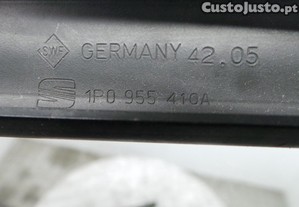 CustoJusto.pt
SWF GERMANY 42.05
1P0 955 410A